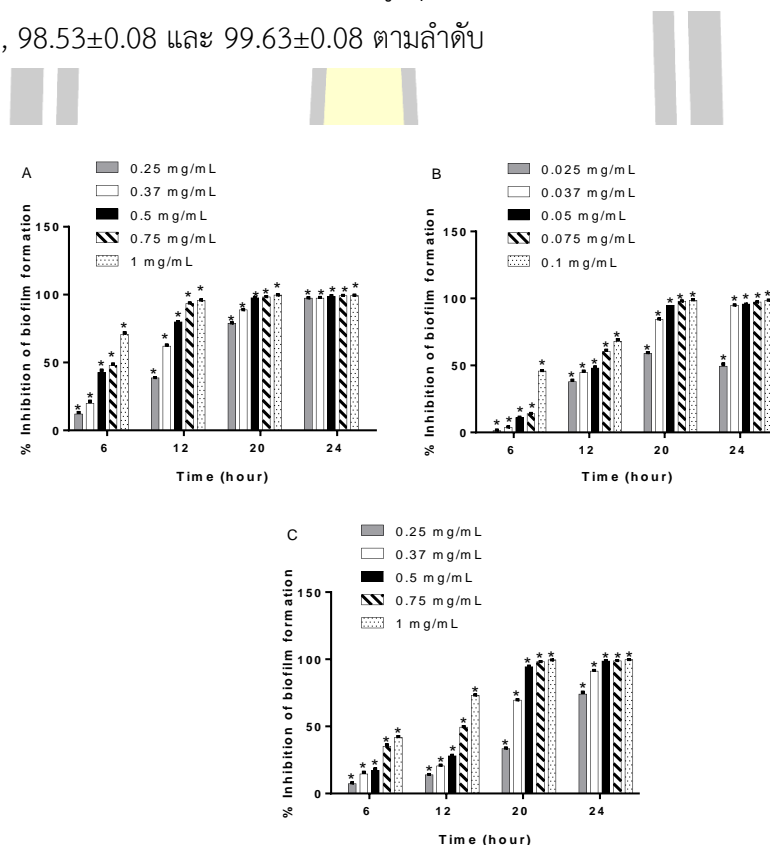 , 98.53±0.08 และ 99.63±0.08 ตามลำดับ
A
0.25 mg/mL
0.37 mg/mL
0.5 mg/mL
0.75 mg/mL
1 mg/mL
% Inhibition of biofilm formation
150
100
50
0
* * * * * * * * * * * * * * * * * * * *
6 12 20 24
Time (hour)
B
0.025 mg/mL
0.037 mg/mL
0.05 mg/mL
0.075 mg/mL
0.1 mg/mL
% Inhibition of biofilm formation
150
100
50
0
* * * * * * * * * * * * * * * * * * *
6 12 20 24
Time (hour)
C
0.25 mg/mL
0.37 mg/mL
0.5 mg/mL
0.75 mg/mL
1 mg/mL
% Inhibition of biofilm formation
150
100
50
0
* * * * * * * * * * * * * * * * * * * *
6 12 20 24
Time (hour)